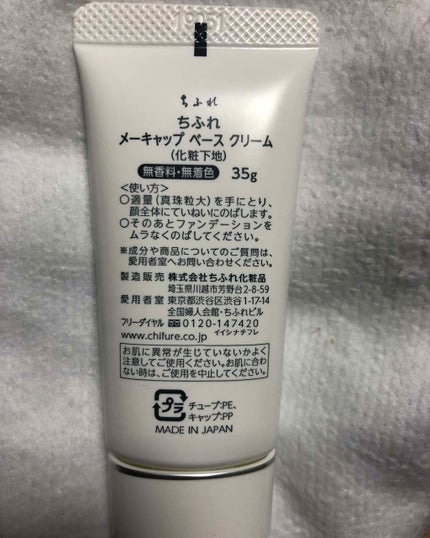 1951
ちふれ
ちふれ
メーキャップ ベース クリーム
(化粧下地)
無香料・無着色 35g
<使い方>
○適量(真珠粒大)を手にとり、
顔全体にていねいにのばします。
○そのあとファンデーションを
ムラなくのばしてください。
※成分や商品についてのご質問は、
愛用者室へお問い合わせください。
製造販売 株式会社ちふれ化粧品
埼玉県川越市芳野台2-8-59
愛用者室 東京都渋谷区渋谷1-17-14
全国婦人会館・ちふれビル
フリーダイヤル 0120-147420
www.chifure.co.jp イイシナチフレ
お肌に異常が生じていないかよく
注意してご使用ください。お肌に合わ
ない時は、ご使用を中止してください。
プラ チューブ:PE、
キャップ:PP
MADE IN JAPAN